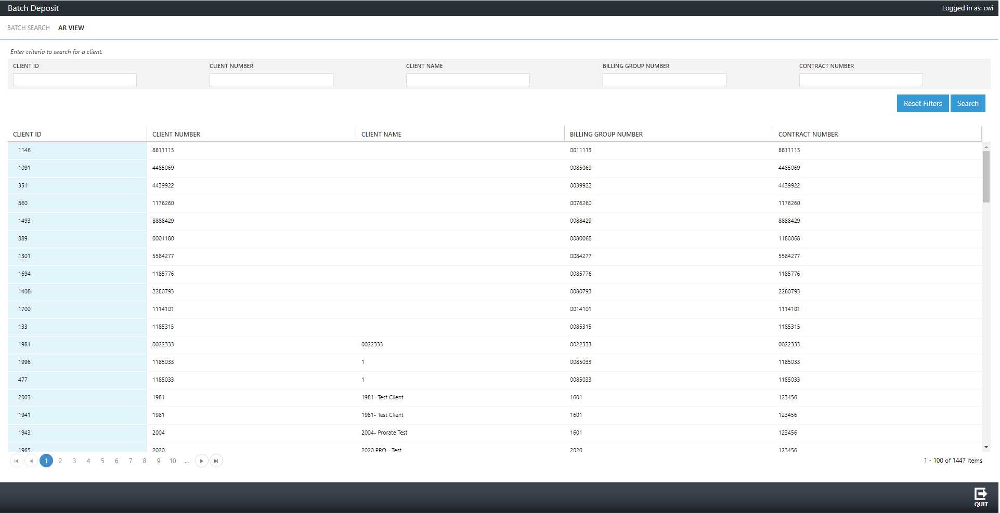 Batch Deposit Logged in as: cwi
BATCH SEARCH AR VIEW
Enter criteria to search for a client.
CLIENT ID CLIENT NUMBER CLIENT NAME BILLING GROUP NUMBER CONTRACT NUMBER
Reset Filters Search
CLIENT ID CLIENT NUMBER CLIENT NAME BILLING GROUP NUMBER CONTRACT NUMBER
1146 8811113 0011113 8811113
1091 4485069 0085069 4485069
351 4439922 0039922 4439922
860 1176260 0076260 1176260
1493 8888429 0088429 8888429
889 0001180 0080068 1180068
1301 5584277 0084277 5584277
1694 1185776 0085776 1185776
1408 2280793 0080793 2280793
1700 1114101 0014101 1114101
133 1185315 0085315 1185315
1981 0022333 0022333 0022333 0022333
1996 1185033 1 0085033 1185033
477 1185033 1 0085033 1185033
2003 1981 1981- Test Client 1601 123456
1941 1981 1981- Test Client 1601 123456
1943 2004 2004- Prorate Test 1601 123456
1965 2020 2020 PRO - Test 2020 123456
1 2 3 4 5 6 7 8 9 10 ... 1 - 100 of 1447 items
QUIT